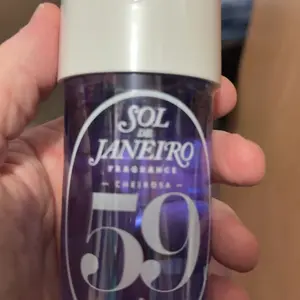 SOL
DE
JANEIRO
FRAGRANCE
— CHEIROSA —
59